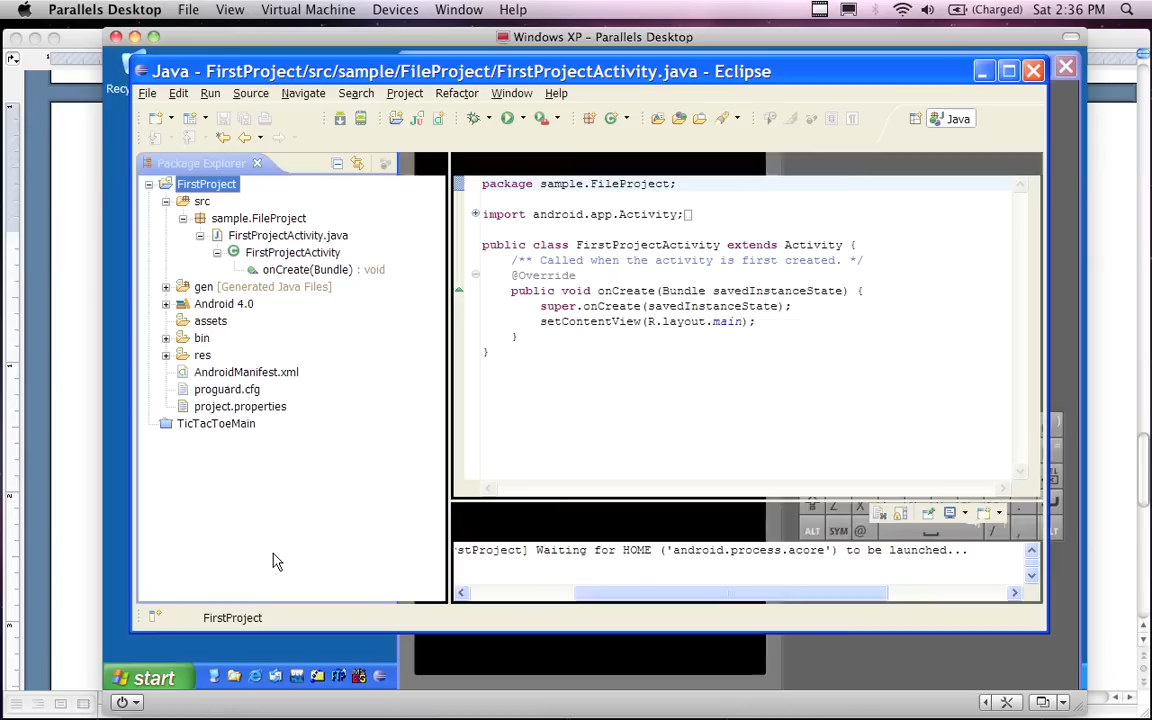 Parallels Desktop File View Virtual Machine Devices Window Help (Charged) Sat 2:36 PM
Windows XP – Parallels Desktop
Java - FirstProject/src/sample/FileProject/FirstProjectActivity.java - Eclipse
Recy
File Edit Run Source Navigate Search Project Refactor Window Help
Java
Package Explorer
FirstProject
src
sample.FileProject
FirstProjectActivity.java
FirstProjectActivity
onCreate(Bundle) : void
gen [Generated Java Files]
Android 4.0
assets
bin
res
AndroidManifest.xml
proguard.cfg
project.properties
TicTacToeMain
package sample.FileProject;
import android.app.Activity;
public class FirstProjectActivity extends Activity {
/** Called when the activity is first created. */
@Override
public void onCreate(Bundle savedInstanceState) {
super.onCreate(savedInstanceState);
setContentView(R.layout.main);
}
}
ALT SYM @ / , ALT
stProject] Waiting for HOME ('android.process.acore') to be launched...
FirstProject
start